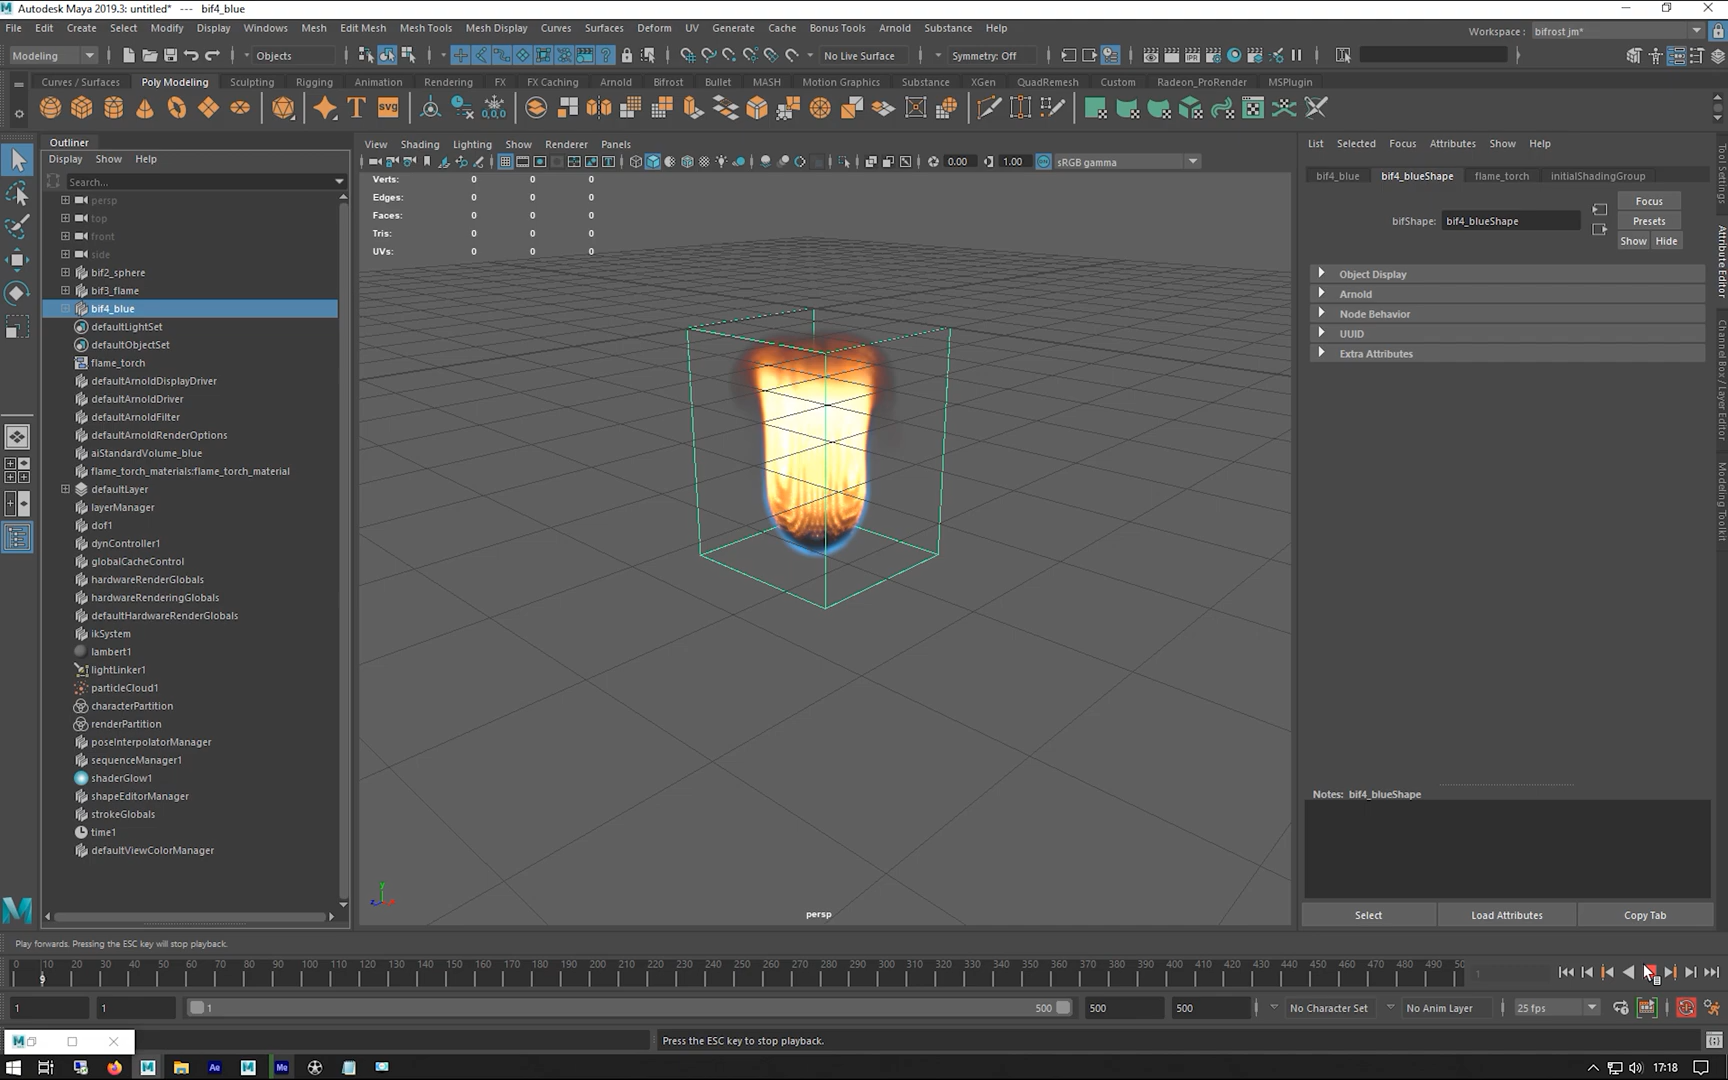 Autodesk Maya 2019.3: untitled* --- bif4_blue
File Edit Create Select Modify Display Windows Mesh Edit Mesh Mesh Tools Mesh Display Curves Surfaces Deform UV Generate Cache Bonus Tools Arnold Substance Help
Workspace : bifrost jm*
Modeling Objects No Live Surface Symmetry: Off
Curves / Surfaces Poly Modeling Sculpting Rigging Animation Rendering FX FX Caching Arnold Bifrost Bullet MASH Motion Graphics Substance XGen QuadRemesh Custom Radeon_ProRender MSPlugin
Outliner
Display Show Help
Search...
persp
top
front
side
bif2_sphere
bif3_flame
bif4_blue
defaultLightSet
defaultObjectSet
flame_torch
defaultArnoldDisplayDriver
defaultArnoldDriver
defaultArnoldFilter
defaultArnoldRenderOptions
aiStandardVolume_blue
flame_torch_materials:flame_torch_material
defaultLayer
layerManager
dof1
dynController1
globalCacheControl
hardwareRenderGlobals
hardwareRenderingGlobals
defaultHardwareRenderGlobals
ikSystem
lambert1
lightLinker1
particleCloud1
characterPartition
renderPartition
poseInterpolatorManager
sequenceManager1
shaderGlow1
shapeEditorManager
strokeGlobals
time1
defaultViewColorManager
View Shading Lighting Show Renderer Panels
0.00 1.00 sRGB gamma
Verts: 0 0 0
Edges: 0 0 0
Faces: 0 0 0
Tris: 0 0 0
UVs: 0 0 0
persp
List Selected Focus Attributes Show Help
bif4_blue bif4_blueShape flame_torch initialShadingGroup
bifShape: bif4_blueShape
Focus
Presets
Show Hide
Object Display
Arnold
Node Behavior
UUID
Extra Attributes
Notes: bif4_blueShape
Select Load Attributes Copy Tab
Tool Settings
Attribute Editor
Channel Box / Layer Editor
Modeling Toolkit
Play forwards. Pressing the ESC key will stop playback.
0 10 20 30 40 50 60 70 80 90 100 110 120 130 140 150 160 170 180 190 200 210 220 230 240 250 260 270 280 290 300 310 320 330 340 350 360 370 380 390 400 410 420 430 440 450 460 470 480 490 50
9
1
1 1 1 500 500 500 No Character Set No Anim Layer 25 fps
Press the ESC key to stop playback.
17:18